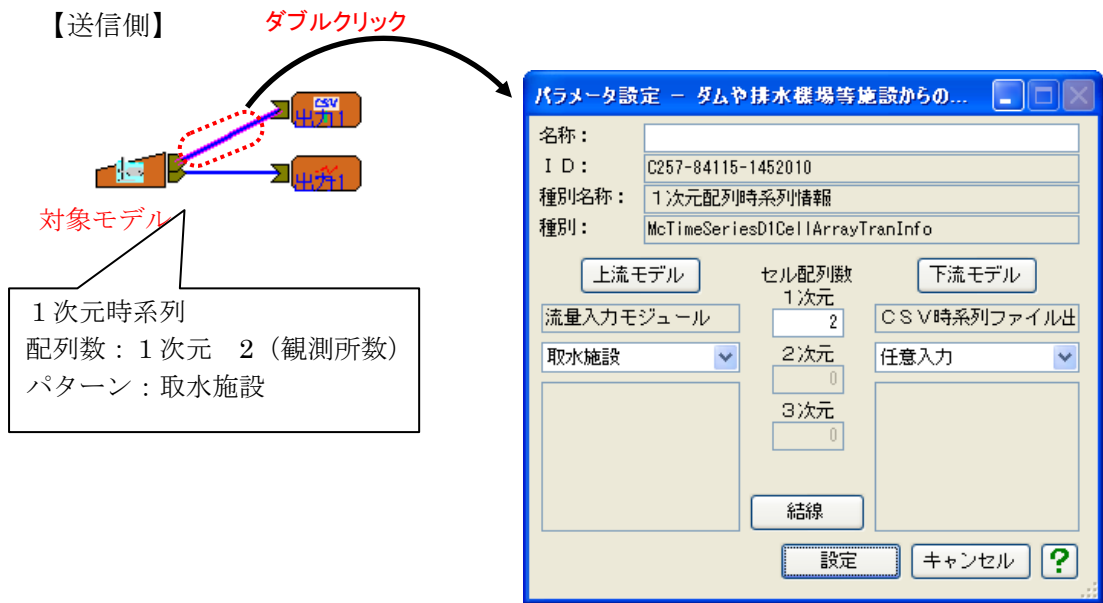 【送信側】
ダブルクリック
CSV
出力1
出力1
対象モデル
１次元時系列
配列数：１次元　2（観測所数）
パターン：取水施設
パラメータ設定 － ダムや排水機場等施設からの...
名称：
ＩＤ： C257-84115-1452010
種別名称： １次元配列時系列情報
種別： McTimeSeriesD1CellArrayTranInfo
上流モデル セル配列数 下流モデル
１次元
流量入力モジュール 2 ＣＳＶ時系列ファイル出
取水施設 ２次元 任意入力
0
３次元
0
結線
設定 キャンセル ?